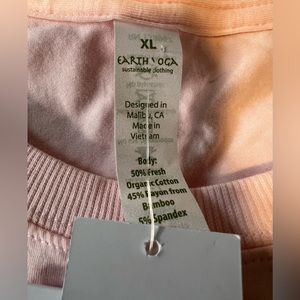 XL
EARTH YOGA
sustainable clothing
Designed in
Malibu, CA
Made in
Vietnam
Body:
50% Fresh
Organic Cotton
45% Rayon from
Bamboo
5% Spandex